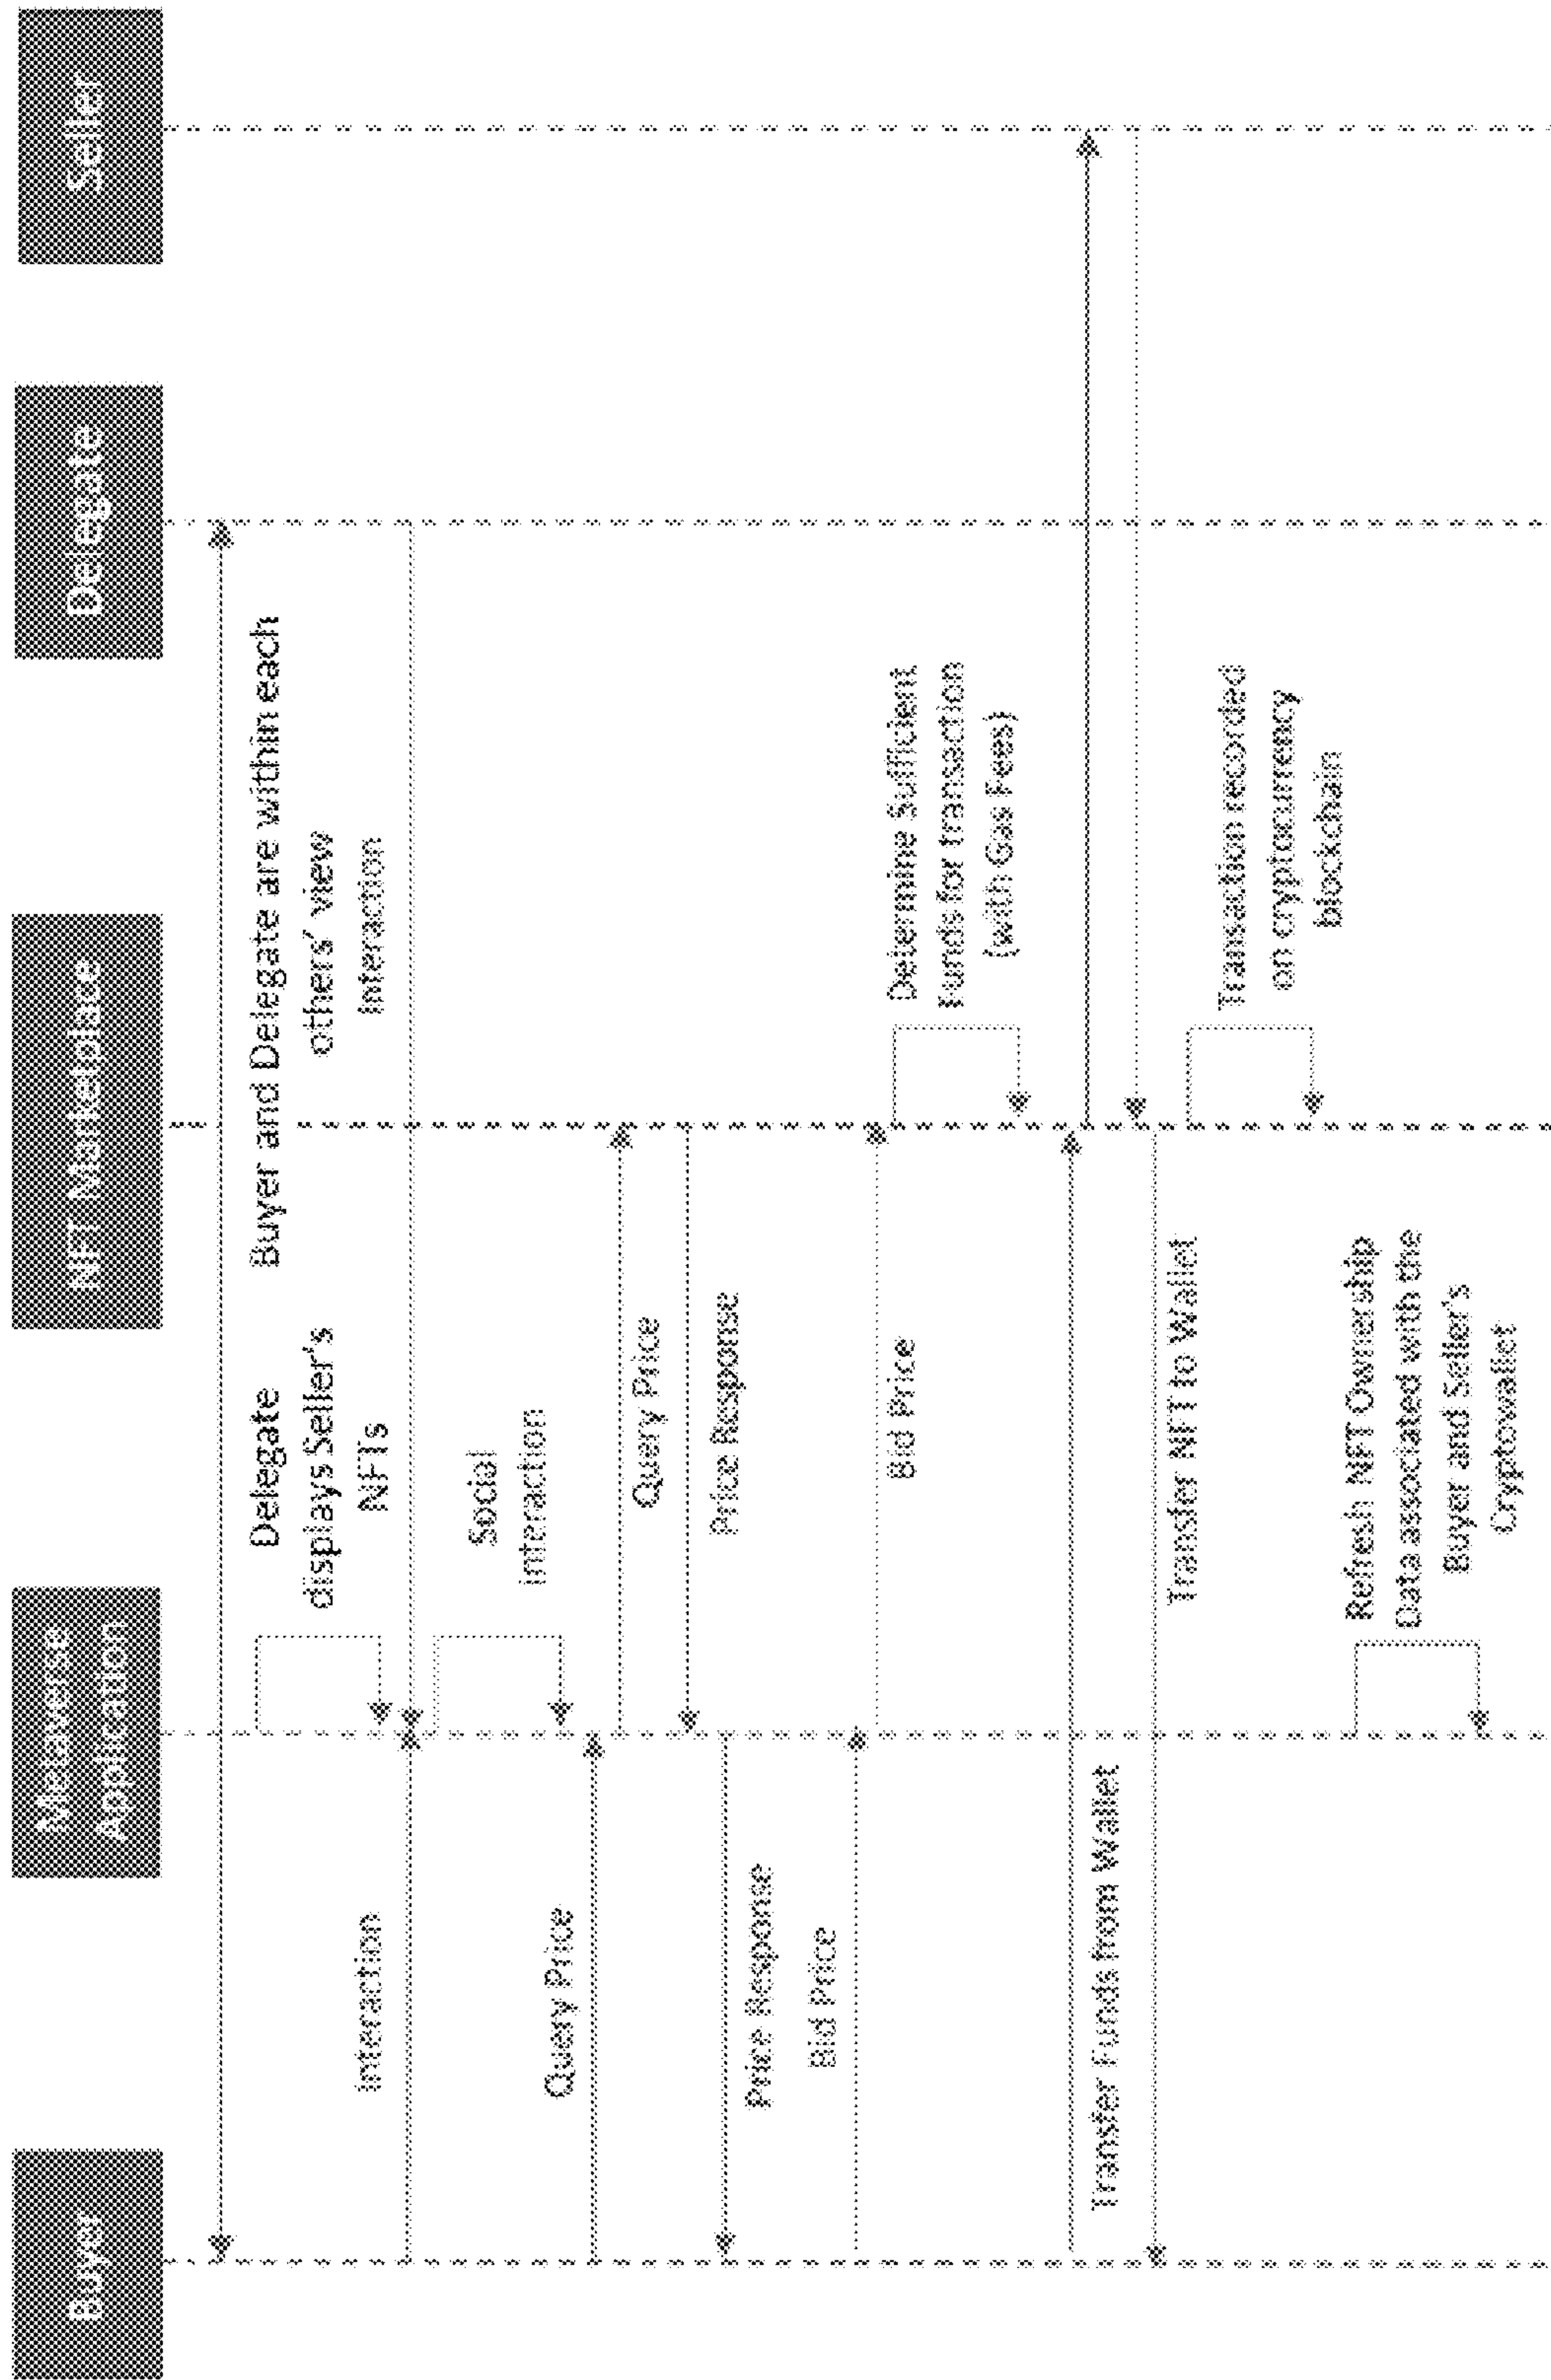 Buyer
Metaverse
Application
NFT Marketplace
Delegate
Seller
Delegate
displays Seller's
NFTs
Buyer and Delegate are within each
others' view
Interaction
Interaction
Social
interaction
Query Price
Query Price
Price Response
Price Response
Bid Price
Bid Price
Determine Sufficient
Funds for transaction
(with Gas Fees)
Transfer Funds from Wallet
Transfer NFT to Wallet
Transaction recorded
on cryptocurrency
blockchain
Refresh NFT Ownership
Data associated with the
Buyer and Seller's
Cryptowallet